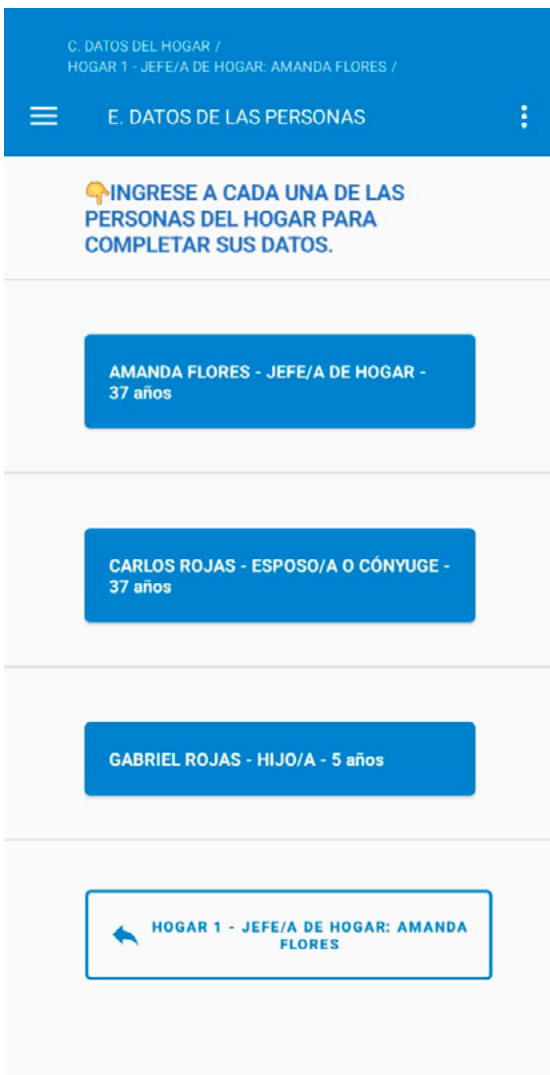 C. DATOS DEL HOGAR /
HOGAR 1 - JEFE/A DE HOGAR: AMANDA FLORES /
E. DATOS DE LAS PERSONAS
👇INGRESE A CADA UNA DE LAS
PERSONAS DEL HOGAR PARA
COMPLETAR SUS DATOS.
AMANDA FLORES - JEFE/A DE HOGAR -
37 años
CARLOS ROJAS - ESPOSO/A O CÓNYUGE -
37 años
GABRIEL ROJAS - HIJO/A - 5 años
HOGAR 1 - JEFE/A DE HOGAR: AMANDA
FLORES